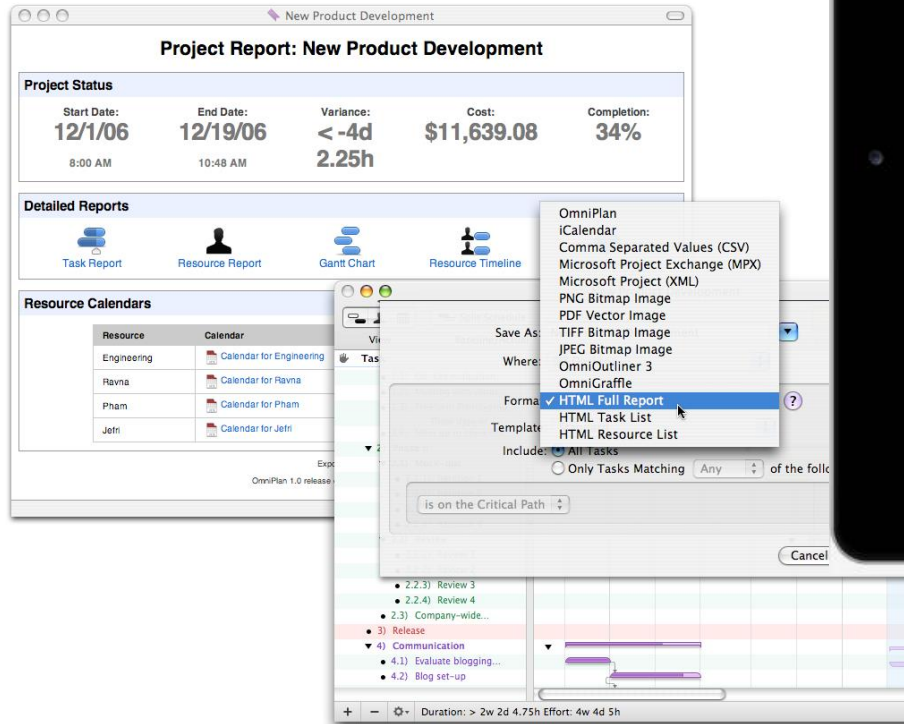 New Product Development
Project Report: New Product Development
Project Status
Start Date:
12/1/06
8:00 AM
End Date:
12/19/06
10:48 AM
Variance:
< -4d
2.25h
Cost:
$11,639.08
Completion:
34%
Detailed Reports
Task Report
Resource Report
Gantt Chart
Resource Timeline
Resource Calendars
Resource Calendar
Engineering Calendar for Engineering
Ravna Calendar for Ravna
Pham Calendar for Pham
Jefri Calendar for Jefri
OmniPlan 1.0 release
OmniPlan
iCalendar
Comma Separated Values (CSV)
Microsoft Project Exchange (MPX)
Microsoft Project (XML)
PNG Bitmap Image
PDF Vector Image
TIFF Bitmap Image
JPEG Bitmap Image
OmniOutliner 3
OmniGraffle
✓ HTML Full Report
HTML Task List
HTML Resource List
Save As:
Where:
Forma
Template
?
Include: All Tasks
Only Tasks Matching Any of the follo
is on the Critical Path
Cancel
2.2.3) Review 3
2.2.4) Review 4
2.3) Company-wide...
3) Release
4) Communication
4.1) Evaluate blogging...
4.2) Blog set-up
+ − Duration: > 2w 2d 4.75h Effort: 4w 4d 5h